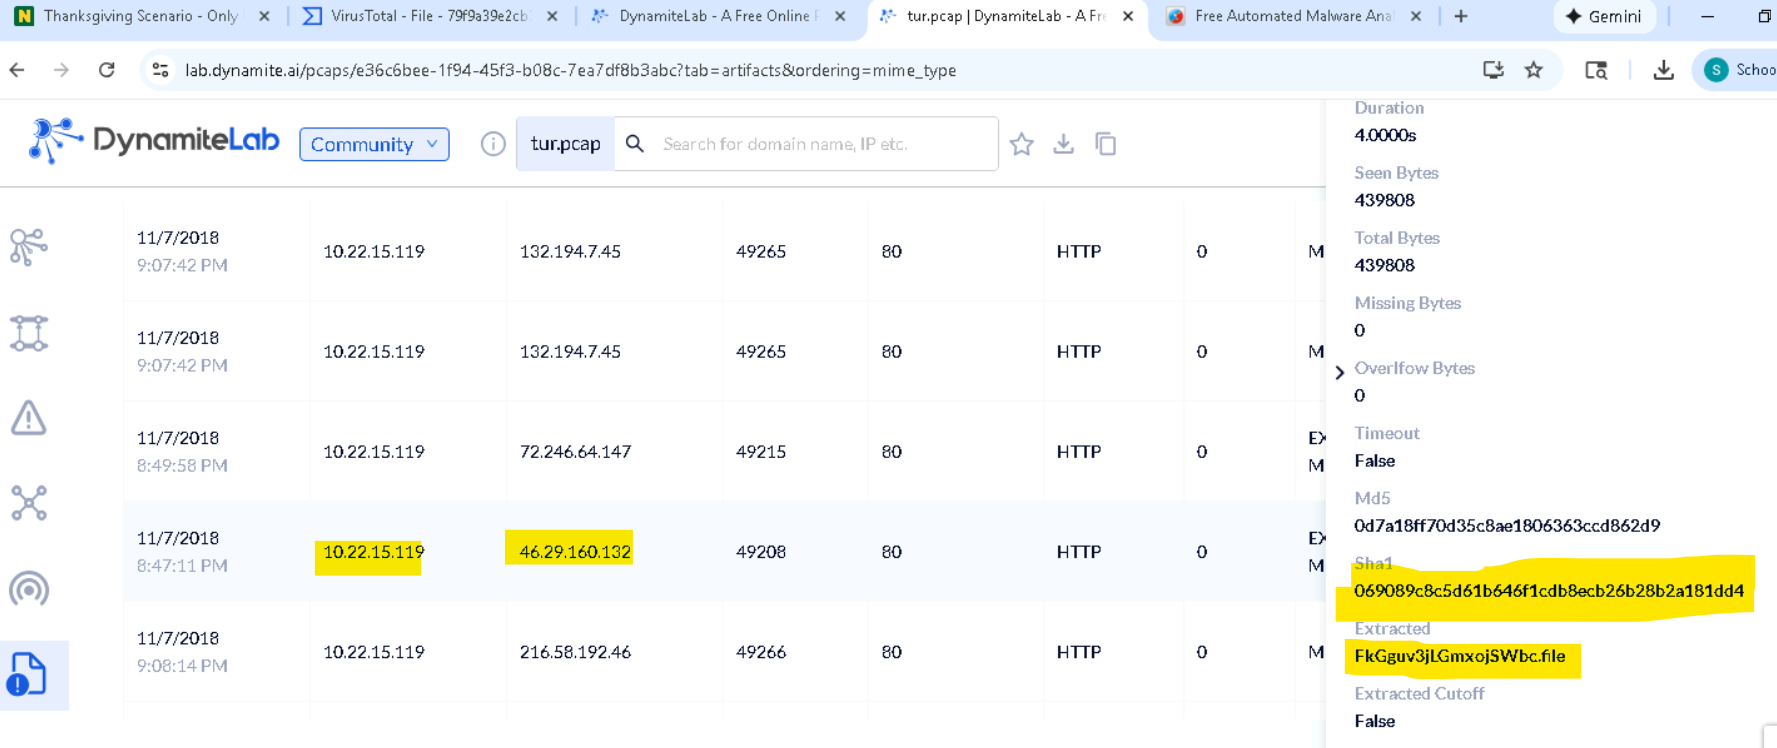 Thanksgiving Scenario - Only
VirusTotal - File - 79f9a39e2cb
DynamiteLab - A Free Online P
tur.pcap | DynamiteLab - A Fre
Free Automated Malware Anal
Gemini
lab.dynamite.ai/pcaps/e36c6bee-1f94-45f3-b08c-7ea7df8b3abc?tab=artifacts&ordering=mime_type
S Schoo
DynamiteLab Community tur.pcap Search for domain name, IP etc.
11/7/2018
9:07:42 PM
10.22.15.119 132.194.7.45 49265 80 HTTP 0 M
11/7/2018
9:07:42 PM
10.22.15.119 132.194.7.45 49265 80 HTTP 0 M
11/7/2018
8:49:58 PM
10.22.15.119 72.246.64.147 49215 80 HTTP 0 EX
M
11/7/2018
8:47:11 PM
10.22.15.119 46.29.160.132 49208 80 HTTP 0 EX
M
11/7/2018
9:08:14 PM
10.22.15.119 216.58.192.46 49266 80 HTTP 0 M
Duration
4.0000s
Seen Bytes
439808
Total Bytes
439808
Missing Bytes
0
Overlfow Bytes
0
Timeout
False
Md5
0d7a18ff70d35c8ae1806363ccd862d9
Sha1
069089c8c5d61b646f1cdb8ecb26b28b2a181dd4
Extracted
FkGguv3jLGmxojSWbc.file
Extracted Cutoff
False